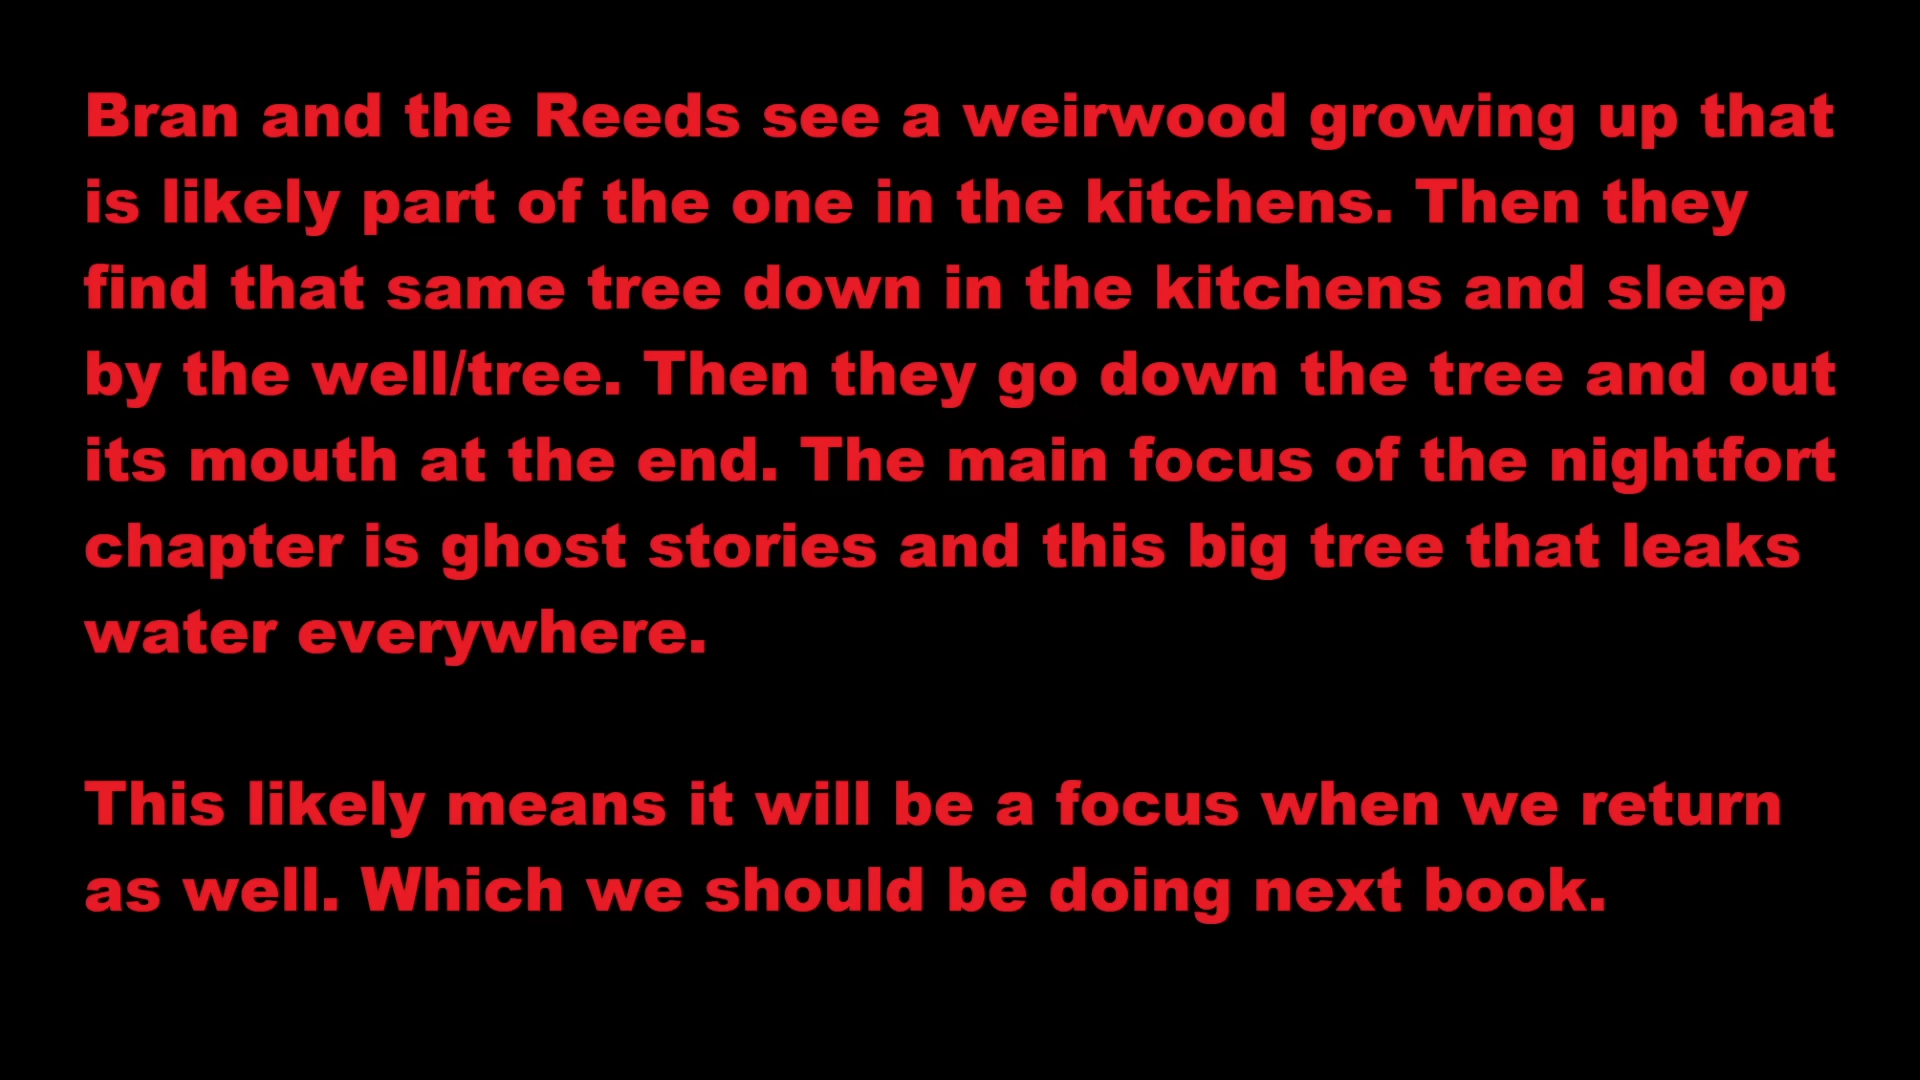 Bran and the Reeds see a weirwood growing up that
is likely part of the one in the kitchens. Then they
find that same tree down in the kitchens and sleep
by the well/tree. Then they go down the tree and out
its mouth at the end. The main focus of the nightfort
chapter is ghost stories and this big tree that leaks
water everywhere.
This likely means it will be a focus when we return
as well. Which we should be doing next book.